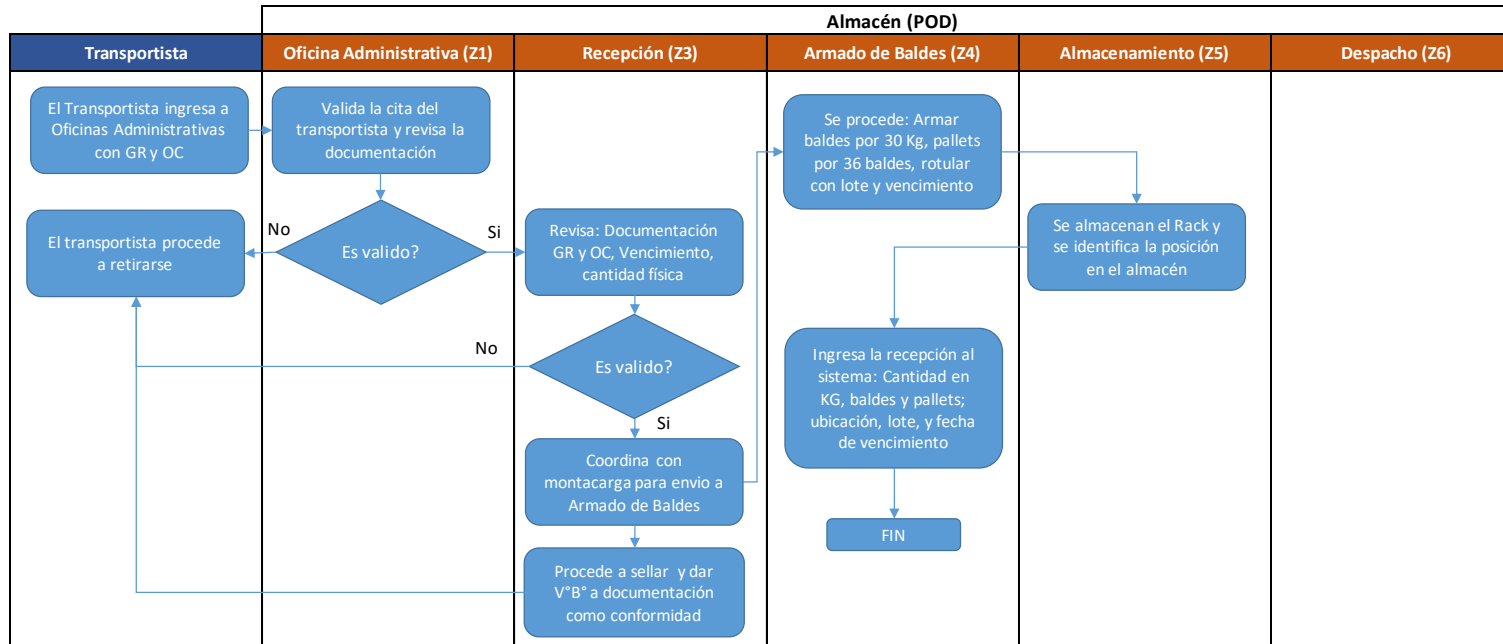 Almacén (POD)
Transportista
Oficina Administrativa (Z1)
Recepción (Z3)
Armado de Baldes (Z4)
Almacenamiento (Z5)
Despacho (Z6)
El Transportista ingresa a
Oficinas Administrativas
con GR y OC
Valida la cita del
transportista y revisa la
documentación
Se procede: Armar
baldes por 30 Kg, pallets
por 36 baldes, rotular
con lote y vencimiento
No
Es valido?
Si
El transportista procede
a retirarse
Revisa: Documentación
GR y OC, Vencimiento,
cantidad física
Se almacenan el Rack y
se identifica la posición
en el almacén
No
Es valido?
Si
Ingresa la recepción al
sistema: Cantidad en
KG, baldes y pallets;
ubicación, lote, y fecha
de vencimiento
Coordina con
montacarga para envio a
Armado de Baldes
FIN
Procede a sellar y dar
V°B° a documentación
como conformidad